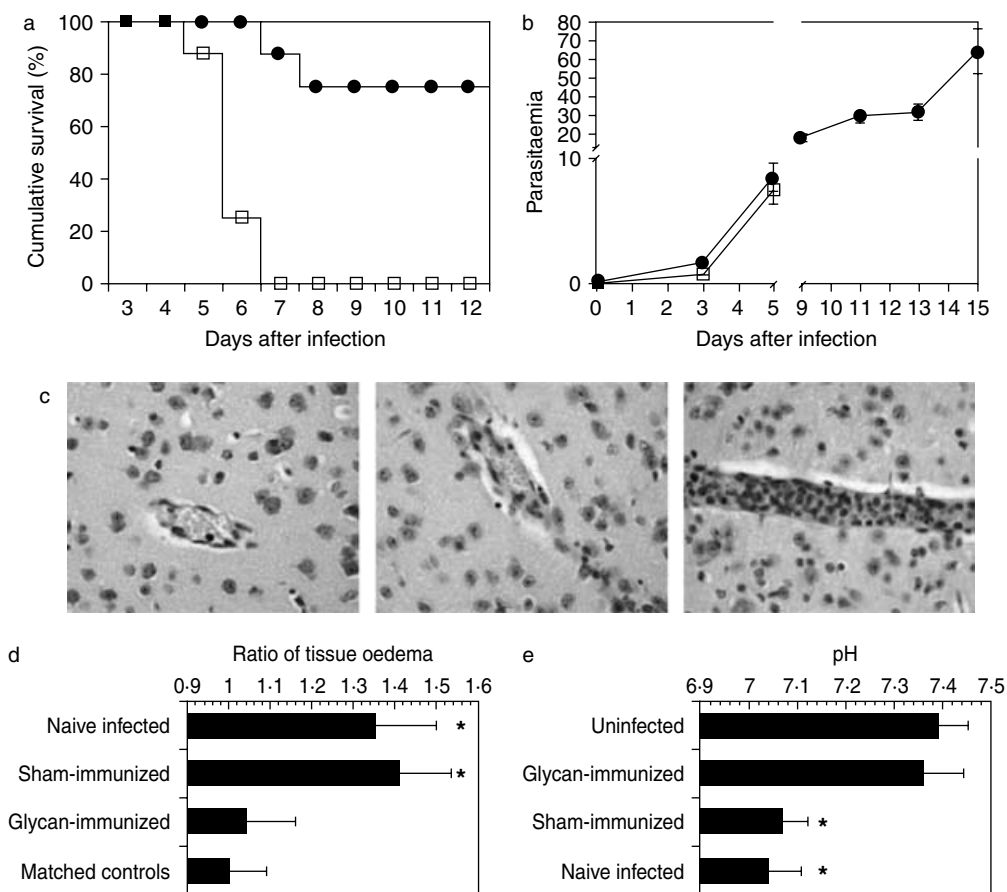 a
Cumulative survival (%)
100
80
60
40
20
0
3 4 5 6 7 8 9 10 11 12
Days after infection
b
Parasitaemia
80
70
60
50
40
30
20
10
0
0 1 2 3 4 5 9 10 11 12 13 14 15
Days after infection
c
d
Ratio of tissue oedema
0·9 1 1·1 1·2 1·3 1·4 1·5 1·6
Naive infected *
Sham-immunized *
Glycan-immunized
Matched controls
e
pH
6·9 7 7·1 7·2 7·3 7·4 7·5
Uninfected
Glycan-immunized
Sham-immunized *
Naive infected *